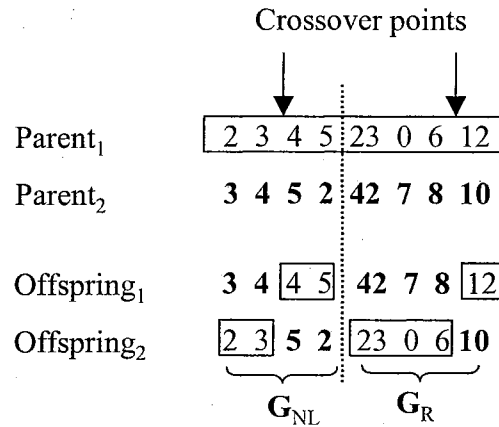 Crossover points
Parent₁ 2 3 4 5 23 0 6 12
Parent₂ 3 4 5 2 42 7 8 10
Offspring₁ 3 4 4 5 42 7 8 12
Offspring₂ 2 3 5 2 23 0 6 10
G_NL G_R